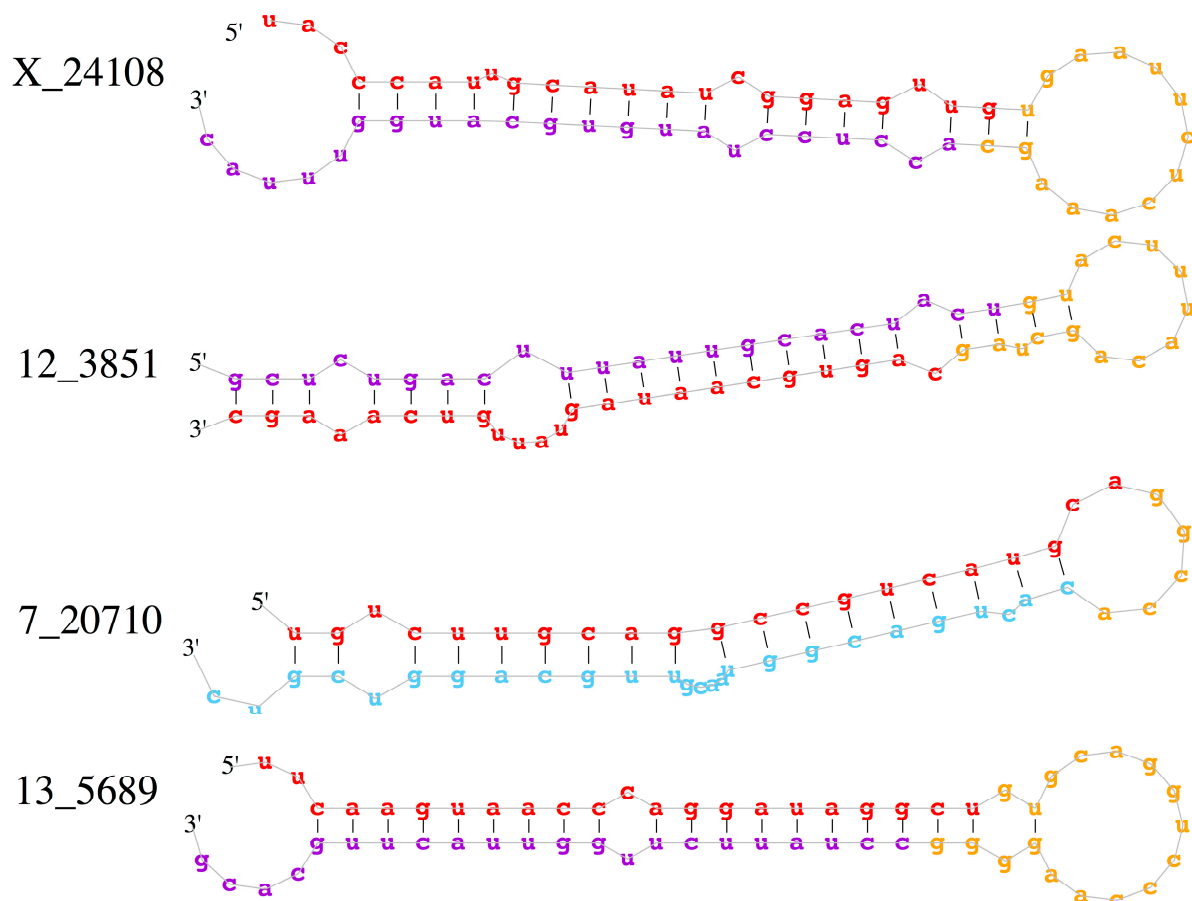 5' u a c c c a u u g c a u a u c g g a g u u g u g a a u u c
X_24108
3' c a u u u g g u a c g u g u a u c c u c c a c g a a a c u
5' g c u c u g a c u u u a u u g c a c u a c u g u a c u u u
12_3851
3' c g a a a c u g u u a u g a u a a c g u g a c g a u c g a c a
5' u g u c u u g c a g g c c g u c a u g c a g g c
7_20710
3' c u g c u g g a c g u u g c a a u g g c a g u c a c a c
5' u u c a a g u a a c c c a g g a u a g g c u g u g c a g g u
13_5689
3' g c a c g u u c a u u g g u u c u u a u c c g g g g a a c c c